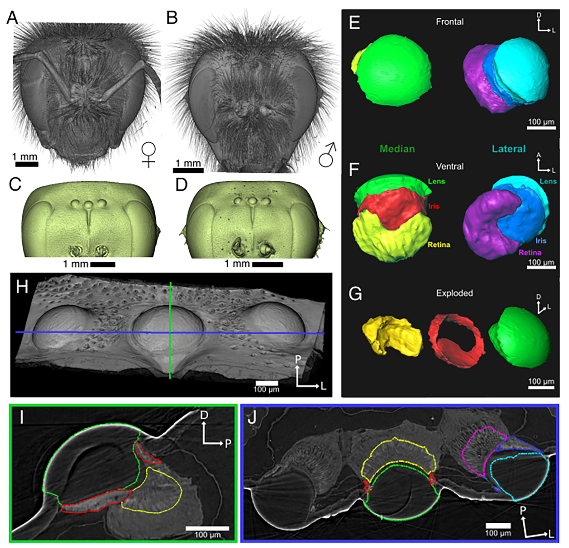 A
B
♀
♂
1 mm
1 mm
C
D
1 mm
1 mm
E
Frontal
D
L
100 µm
Median
Lateral
F
Ventral
A
L
Lens
Iris
Retina
Lens
Iris
Retina
100 µm
G
Exploded
D
L
100 µm
H
P
L
100 µm
I
D
P
100 µm
J
P
L
100 µm